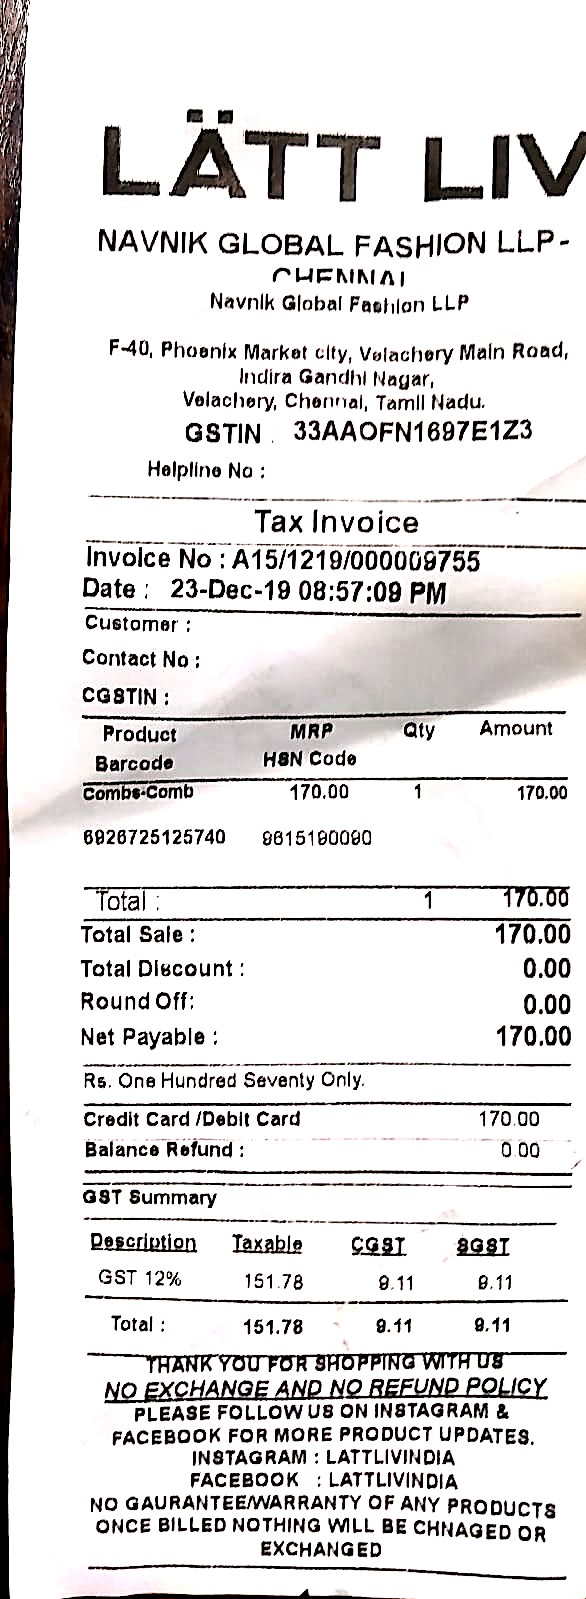 LÄTT LIV
NAVNIK GLOBAL FASHION LLP-
CHENNAI
Navnik Global Fashion LLP
F-40, Phoenix Market city, Velachery Main Road,
Indira Gandhi Nagar,
Velachery, Chennai, Tamil Nadu.
GSTIN : 33AAOFN1697E1Z3
Helpline No :
Tax Invoice
Invoice No : A15/1219/000009755
Date : 23-Dec-19 08:57:09 PM
Customer :
Contact No :
CGSTIN :
Product MRP Qty Amount
Barcode HSN Code
Combs-Comb 170.00 1 170.00
6926725125740 9615190090
Total : 1 170.00
Total Sale : 170.00
Total Discount : 0.00
Round Off: 0.00
Net Payable : 170.00
Rs. One Hundred Seventy Only.
Credit Card /Debit Card 170.00
Balance Refund : 0.00
GST Summary
Description Taxable CGST SGST
GST 12% 151.78 9.11 9.11
Total : 151.78 9.11 9.11
THANK YOU FOR SHOPPING WITH US
NO EXCHANGE AND NO REFUND POLICY
PLEASE FOLLOW US ON INSTAGRAM &
FACEBOOK FOR MORE PRODUCT UPDATES.
INSTAGRAM : LATTLIVINDIA
FACEBOOK : LATTLIVINDIA
NO GAURANTEE/WARRANTY OF ANY PRODUCTS
ONCE BILLED NOTHING WILL BE CHNAGED OR
EXCHANGED